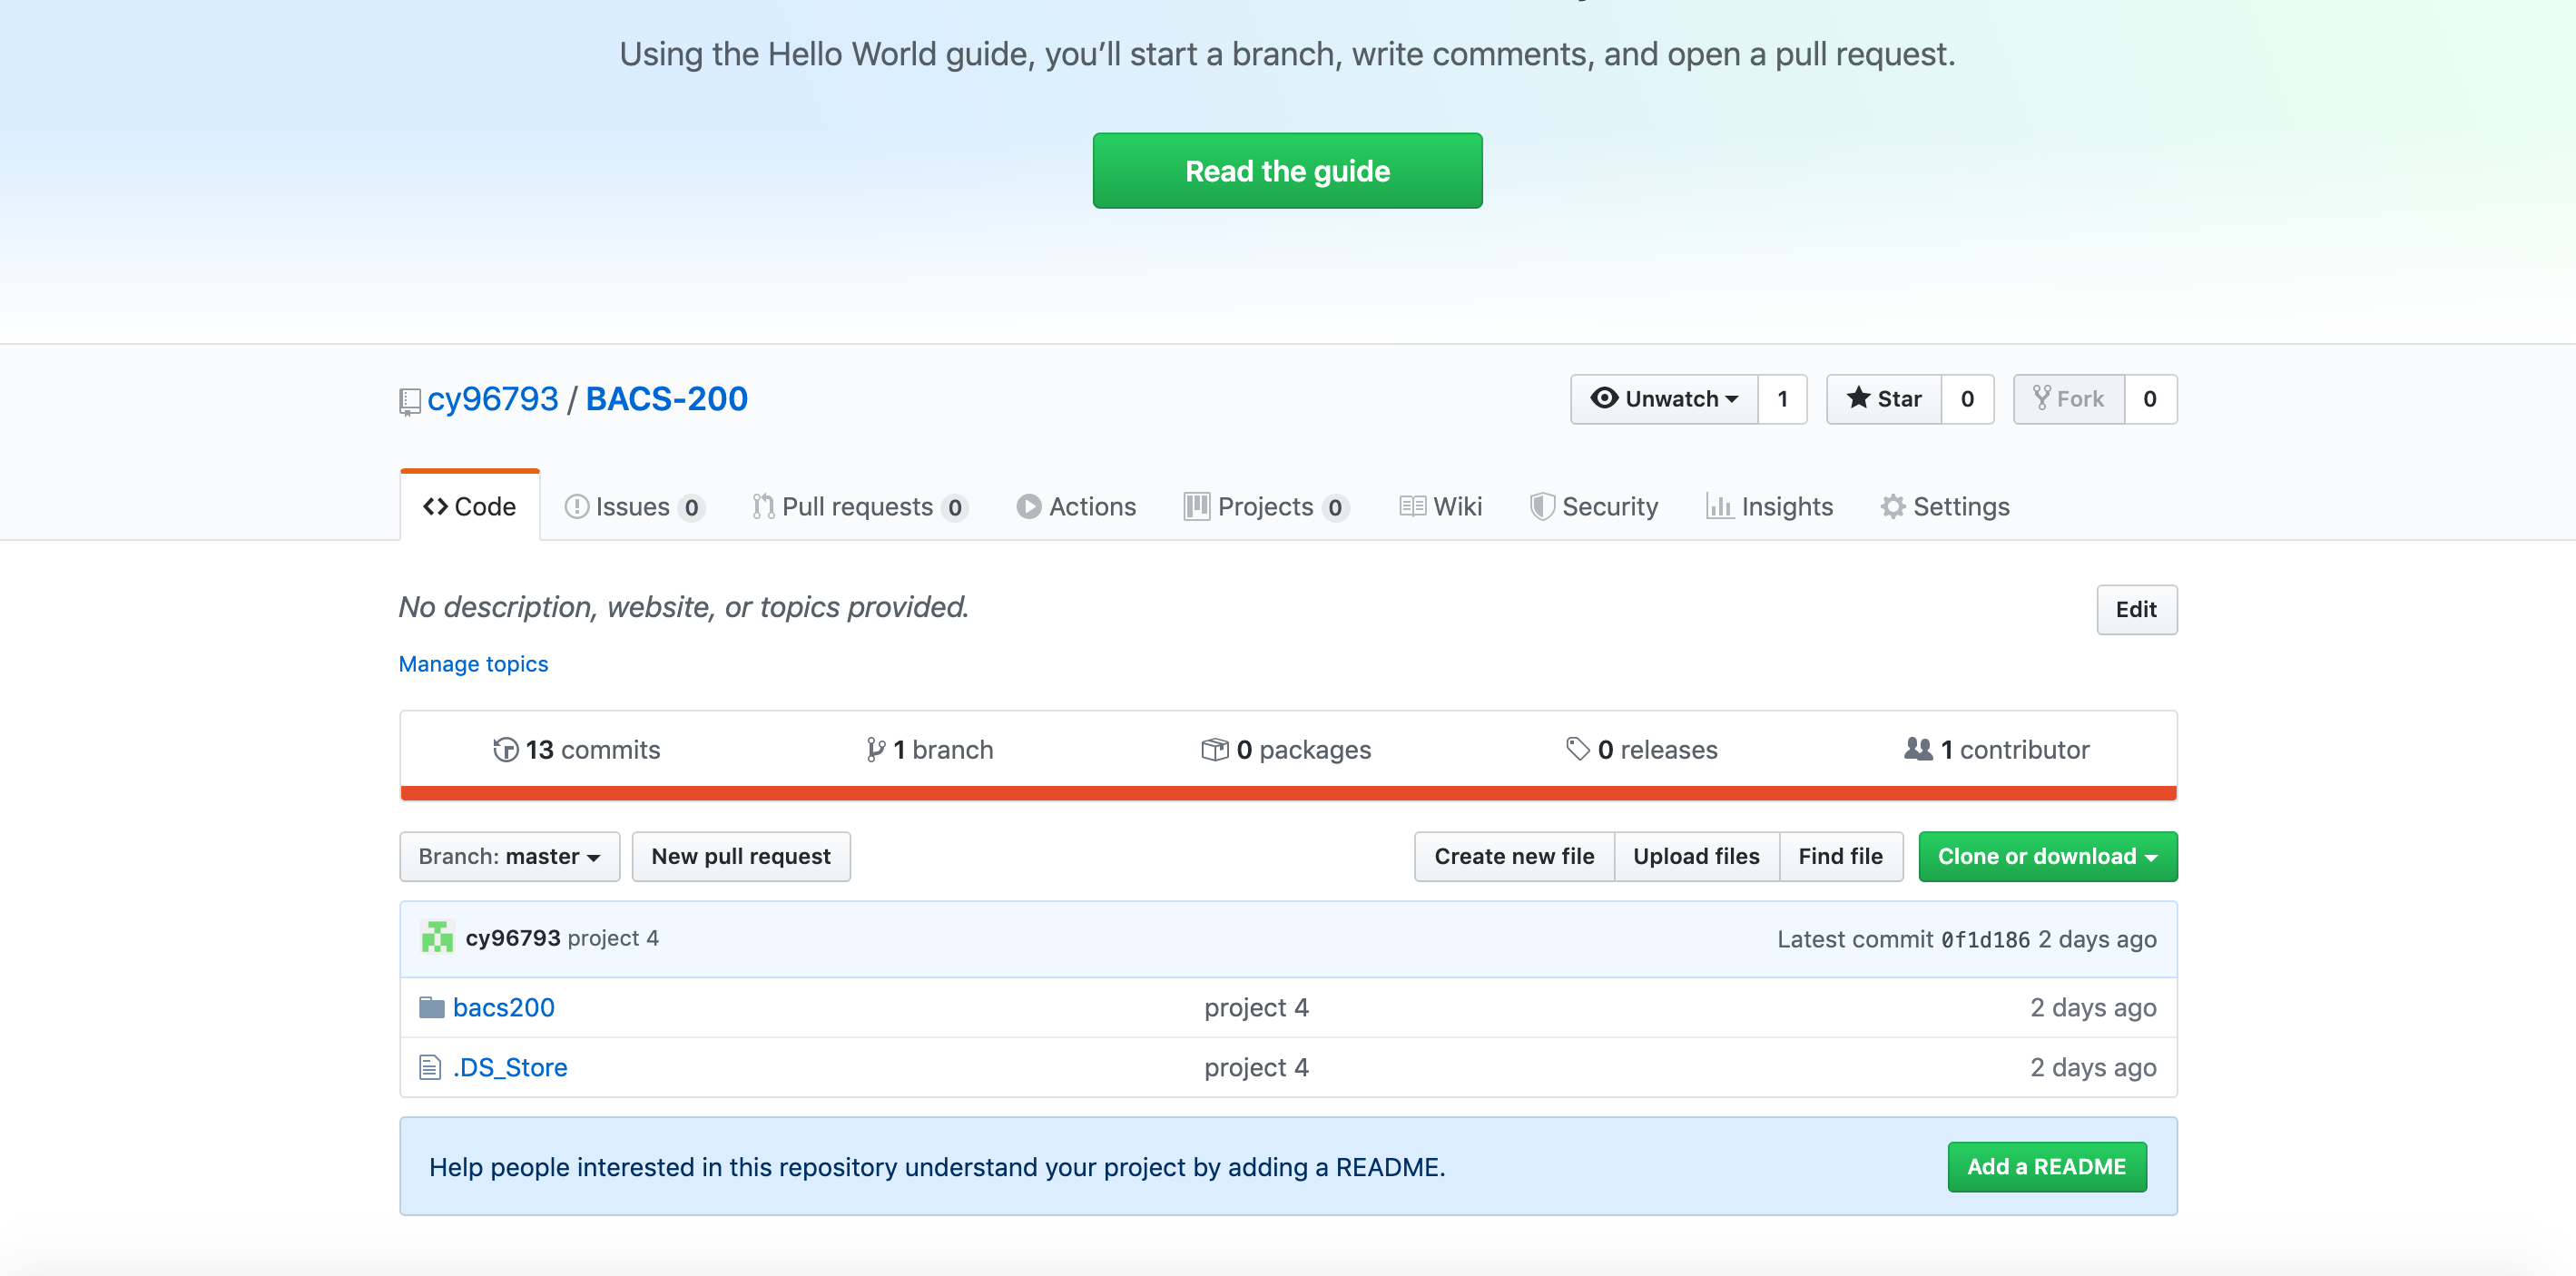 Using the Hello World guide, you’ll start a branch, write comments, and open a pull request.
Read the guide
cy96793 / BACS-200
Unwatch 1 Star 0 Fork 0
Code Issues 0 Pull requests 0 Actions Projects 0 Wiki Security Insights Settings
No description, website, or topics provided. Edit
Manage topics
13 commits 1 branch 0 packages 0 releases 1 contributor
Branch: master New pull request Create new file Upload files Find file Clone or download
cy96793 project 4 Latest commit 0f1d186 2 days ago
bacs200 project 4 2 days ago
.DS_Store project 4 2 days ago
Help people interested in this repository understand your project by adding a README. Add a README